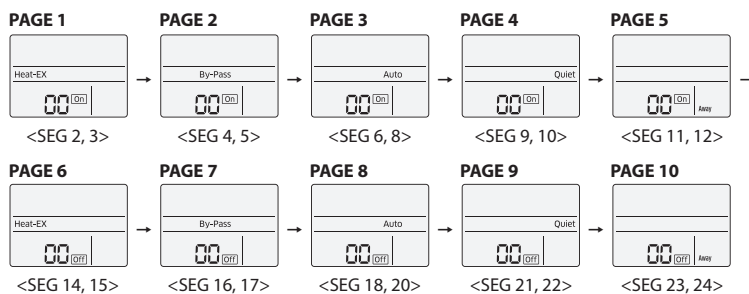 PAGE 1 PAGE 2 PAGE 3 PAGE 4 PAGE 5
Heat-EX By-Pass Auto Quiet
00 On 00 On 00 On 00 On 00 On Away
<SEG 2, 3> <SEG 4, 5> <SEG 6, 8> <SEG 9, 10> <SEG 11, 12>
PAGE 6 PAGE 7 PAGE 8 PAGE 9 PAGE 10
Heat-EX By-Pass Auto Quiet
00 Off 00 Off 00 Off 00 Off 00 Off Away
<SEG 14, 15> <SEG 16, 17> <SEG 18, 20> <SEG 21, 22> <SEG 23, 24>